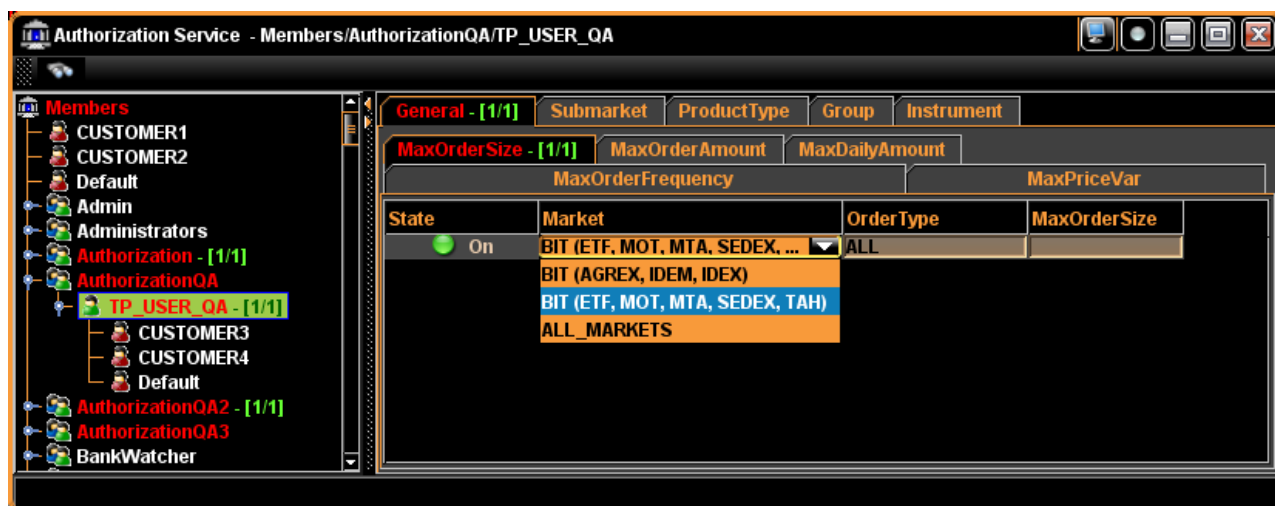 Authorization Service - Members/AuthorizationQA/TP_USER_QA
Members
CUSTOMER1
CUSTOMER2
Default
Admin
Administrators
Authorization - [1/1]
AuthorizationQA
TP_USER_QA - [1/1]
CUSTOMER3
CUSTOMER4
Default
AuthorizationQA2 - [1/1]
AuthorizationQA3
BankWatcher
General - [1/1] Submarket ProductType Group Instrument
MaxOrderSize - [1/1] MaxOrderAmount MaxDailyAmount
MaxOrderFrequency MaxPriceVar
State Market OrderType MaxOrderSize
On BIT (ETF, MOT, MTA, SEDEX, ... ALL
BIT (AGREX, IDEM, IDEX)
BIT (ETF, MOT, MTA, SEDEX, TAH)
ALL_MARKETS